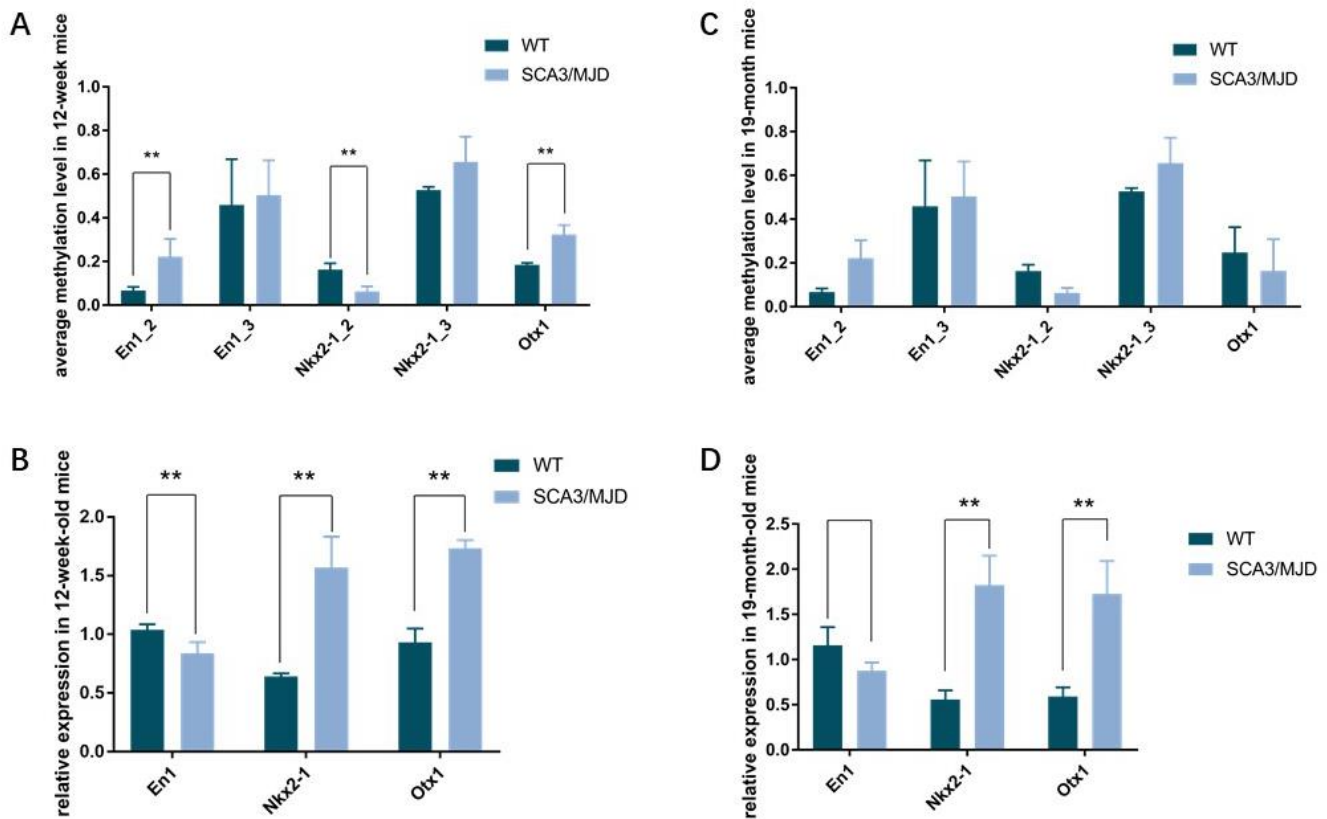 A
average methylation level in 12-week mice
WT
SCA3/MJD
1.0
0.8
0.6
0.4
0.2
0.0
**
**
**
En1_2
En1_3
Nkx2-1_2
Nkx2-1_3
Otx1
C
average methylation level in 19-month mice
WT
SCA3/MJD
1.0
0.8
0.6
0.4
0.2
0.0
En1_2
En1_3
Nkx2-1_2
Nkx2-1_3
Otx1
B
relative expression in 12-week-old mice
WT
SCA3/MJD
2.0
1.5
1.0
0.5
0.0
**
**
**
En1
Nkx2-1
Otx1
D
relative expression in 19-month-old mice
WT
SCA3/MJD
2.5
2.0
1.5
1.0
0.5
0.0
**
**
En1
Nkx2-1
Otx1